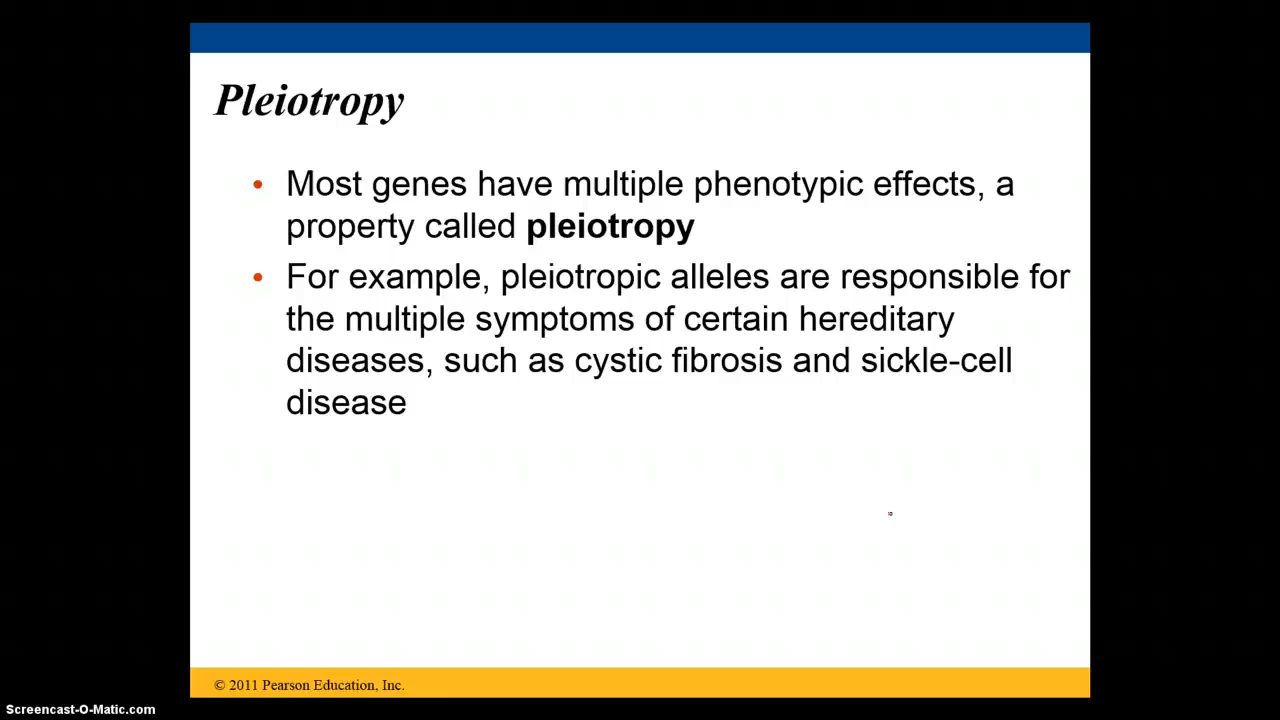 Pleiotropy
• Most genes have multiple phenotypic effects, a
property called pleiotropy
• For example, pleiotropic alleles are responsible for
the multiple symptoms of certain hereditary
diseases, such as cystic fibrosis and sickle-cell
disease
© 2011 Pearson Education, Inc.
Screencast-O-Matic.com